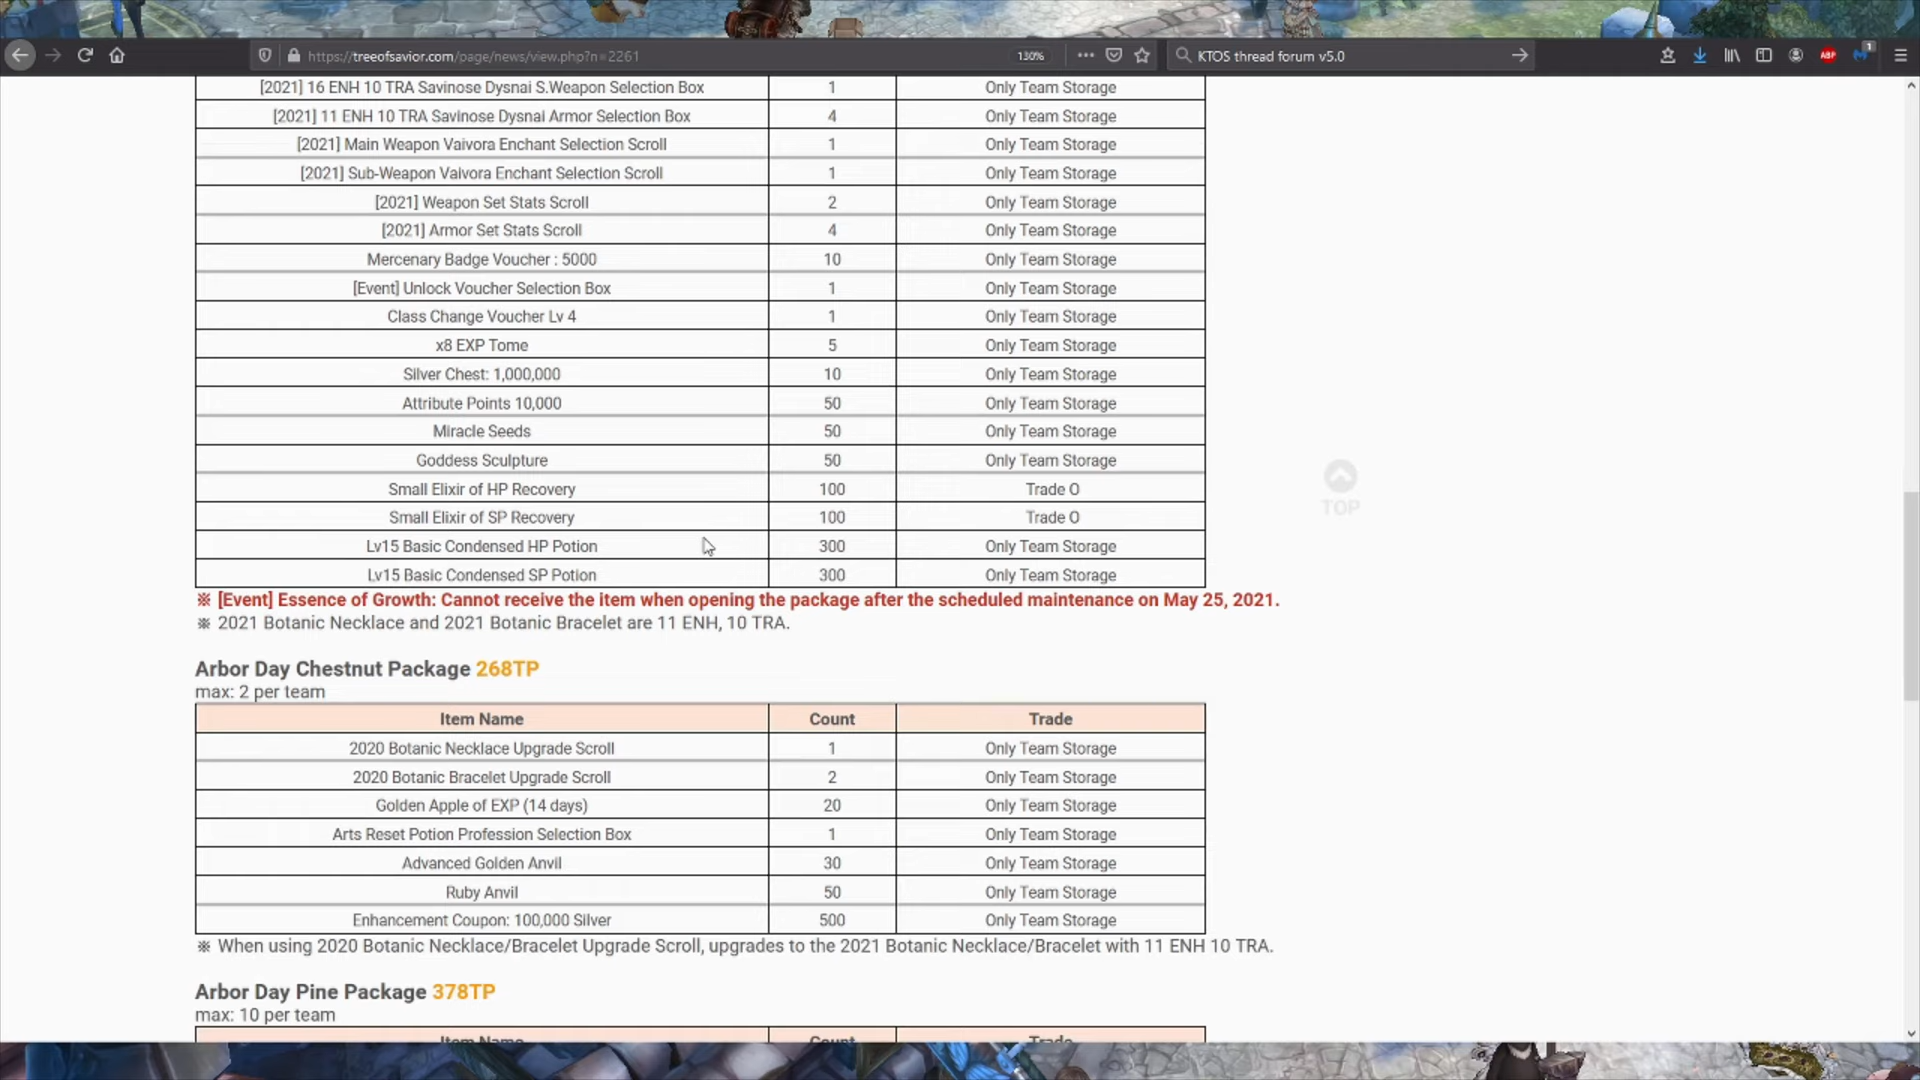 https://treeofsavior.com/page/news/view.php?n=2261
130%
KTOS thread forum v5.0
ABP
1
[2021] 16 ENH 10 TRA Savinose Dysnai S.Weapon Selection Box 1 Only Team Storage
[2021] 11 ENH 10 TRA Savinose Dysnai Armor Selection Box 4 Only Team Storage
[2021] Main Weapon Vaivora Enchant Selection Scroll 1 Only Team Storage
[2021] Sub-Weapon Vaivora Enchant Selection Scroll 1 Only Team Storage
[2021] Weapon Set Stats Scroll 2 Only Team Storage
[2021] Armor Set Stats Scroll 4 Only Team Storage
Mercenary Badge Voucher : 5000 10 Only Team Storage
[Event] Unlock Voucher Selection Box 1 Only Team Storage
Class Change Voucher Lv 4 1 Only Team Storage
x8 EXP Tome 5 Only Team Storage
Silver Chest: 1,000,000 10 Only Team Storage
Attribute Points 10,000 50 Only Team Storage
Miracle Seeds 50 Only Team Storage
Goddess Sculpture 50 Only Team Storage
Small Elixir of HP Recovery 100 Trade O
Small Elixir of SP Recovery 100 Trade O
TOP
Lv15 Basic Condensed HP Potion 300 Only Team Storage
Lv15 Basic Condensed SP Potion 300 Only Team Storage
※ [Event] Essence of Growth: Cannot receive the item when opening the package after the scheduled maintenance on May 25, 2021.
※ 2021 Botanic Necklace and 2021 Botanic Bracelet are 11 ENH, 10 TRA.
Arbor Day Chestnut Package 268TP
max: 2 per team
Item Name Count Trade
2020 Botanic Necklace Upgrade Scroll 1 Only Team Storage
2020 Botanic Bracelet Upgrade Scroll 2 Only Team Storage
Golden Apple of EXP (14 days) 20 Only Team Storage
Arts Reset Potion Profession Selection Box 1 Only Team Storage
Advanced Golden Anvil 30 Only Team Storage
Ruby Anvil 50 Only Team Storage
Enhancement Coupon: 100,000 Silver 500 Only Team Storage
※ When using 2020 Botanic Necklace/Bracelet Upgrade Scroll, upgrades to the 2021 Botanic Necklace/Bracelet with 11 ENH 10 TRA.
Arbor Day Pine Package 378TP
max: 10 per team
Item Name Count Trade